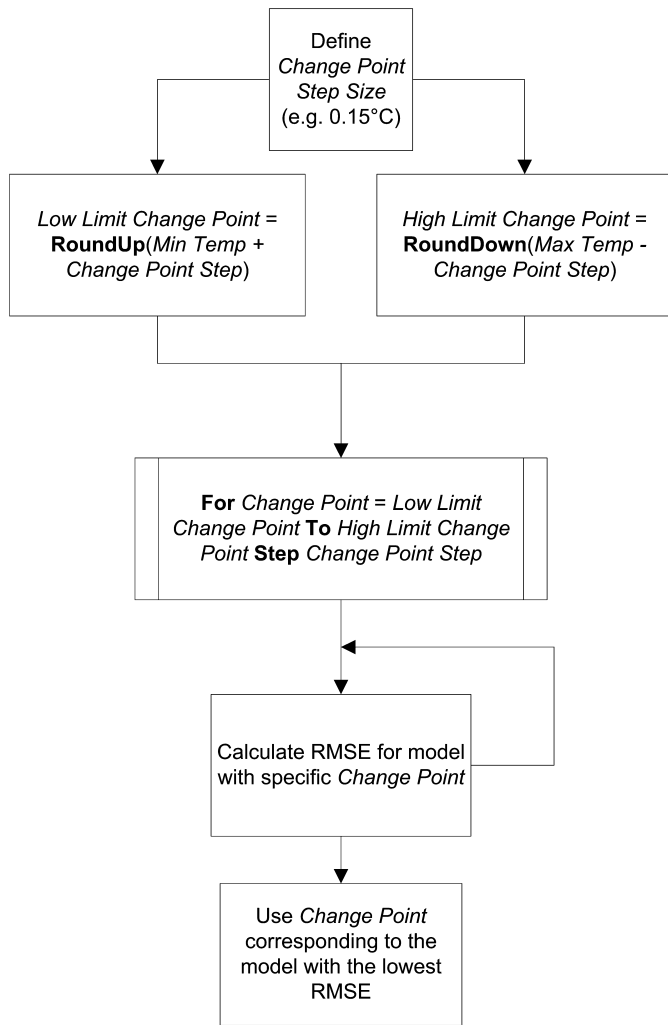 Define
Change Point
Step Size
(e.g. 0.15°C)
Low Limit Change Point =
RoundUp(Min Temp +
Change Point Step)
High Limit Change Point =
RoundDown(Max Temp -
Change Point Step)
For Change Point = Low Limit
Change Point To High Limit Change
Point Step Change Point Step
Calculate RMSE for model
with specific Change Point
Use Change Point
corresponding to the
model with the lowest
RMSE